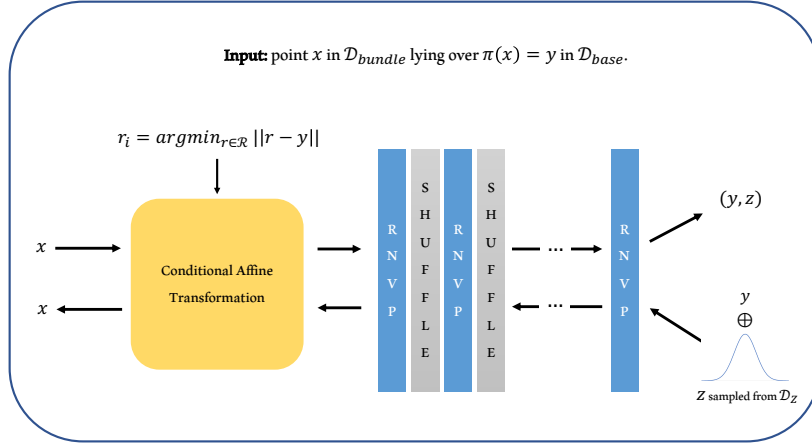 Input: point x in 𝒟_bundle lying over π(x) = y in 𝒟_base.
r_i = argmin_{r∈ℛ} ||r − y||
x
x
Conditional Affine
Transformation
RNVP
SHUFFLE
RNVP
SHUFFLE
...
...
RNVP
(y, z)
y
⊕
Z sampled from 𝒟_Z